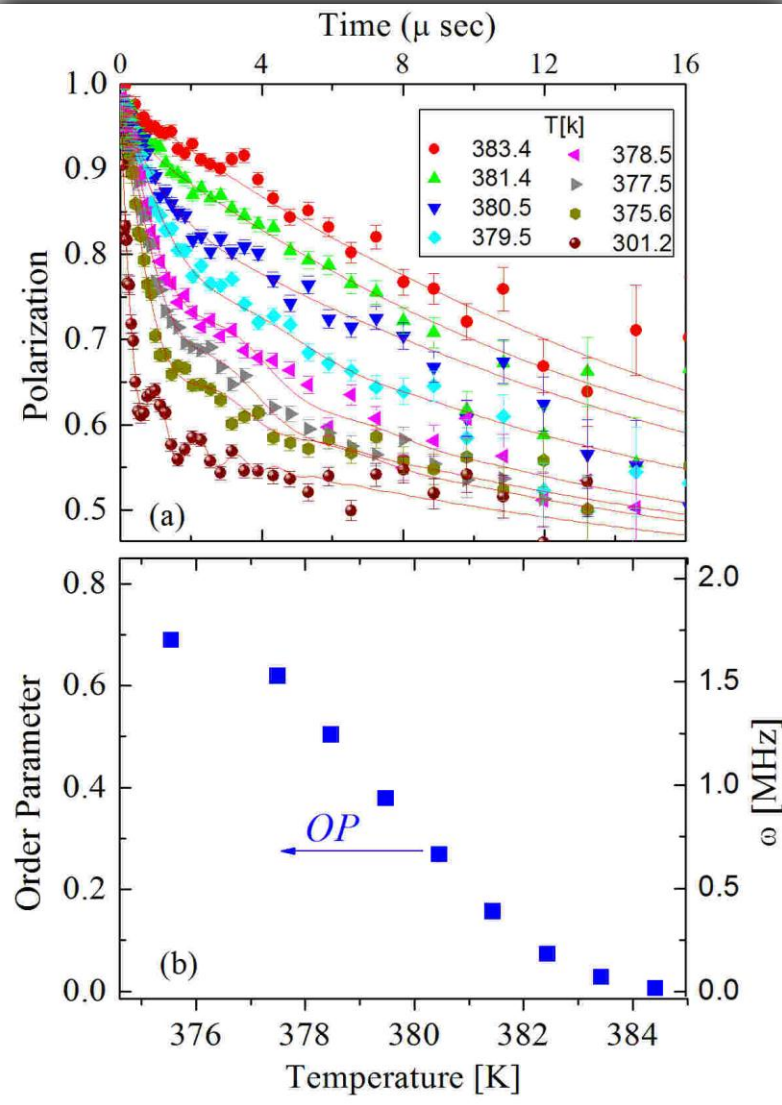 Time (μ sec)
0 4 8 12 16
1.0
0.9
0.8
0.7
0.6
0.5
Polarization
T[k]
383.4 378.5
381.4 377.5
380.5 375.6
379.5 301.2
(a)
0.8 2.0
0.6 1.5
0.4 1.0
0.2 0.5
0.0 0.0
Order Parameter
OP
ω [MHz]
(b)
376 378 380 382 384
Temperature [K]